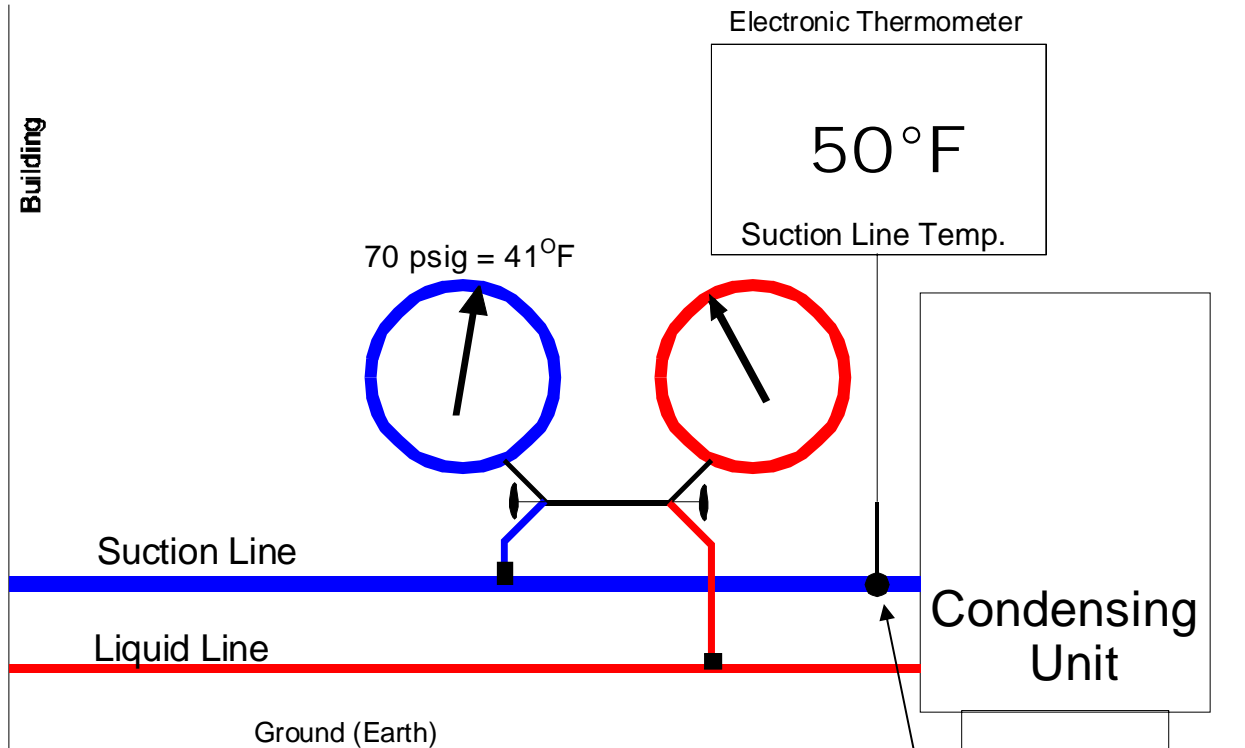 Electronic Thermometer
Building
50°F
Suction Line Temp.
70 psig = 41°F
Suction Line
Liquid Line
Condensing
Unit
Ground (Earth)